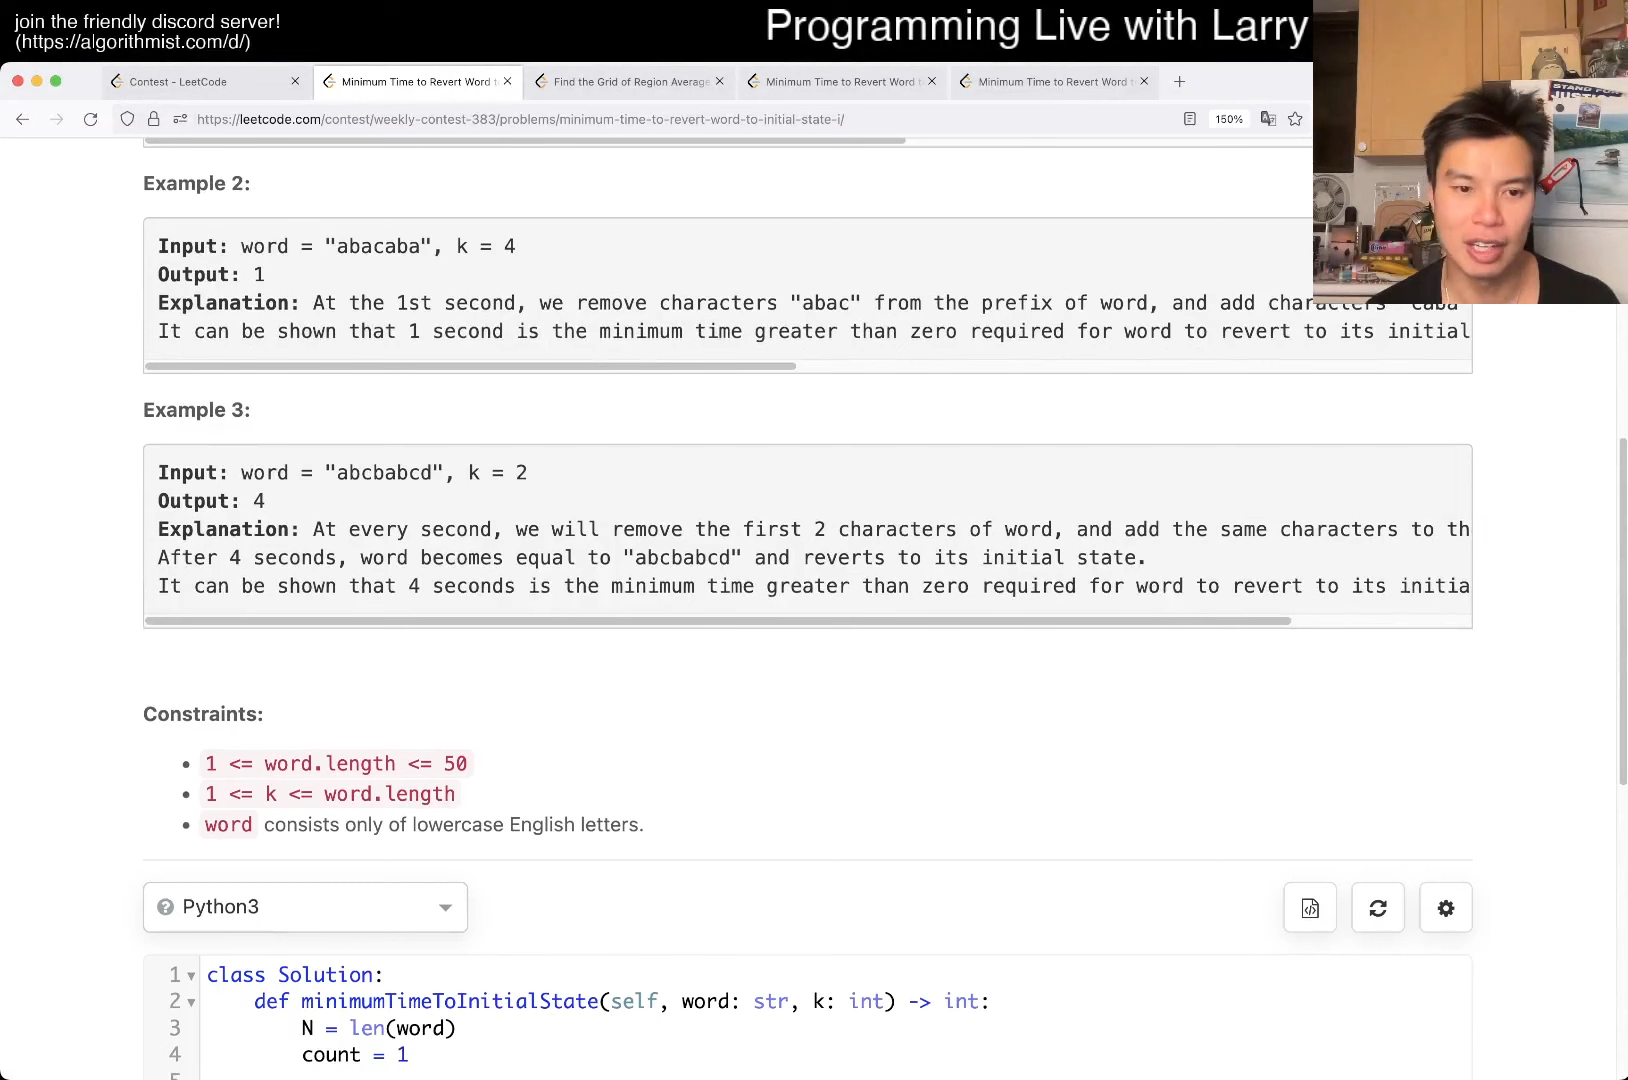 join the friendly discord server!
(https://algorithmist.com/d/)
Programming Live with Larry
Contest - LeetCode
Minimum Time to Revert Word t
Find the Grid of Region Average
Minimum Time to Revert Word t
Minimum Time to Revert Word t
https://leetcode.com/contest/weekly-contest-383/problems/minimum-time-to-revert-word-to-initial-state-i/
150%
Example 2:
Input: word = "abacaba", k = 4
Output: 1
Explanation: At the 1st second, we remove characters "abac" from the prefix of word, and add characters "caba"
It can be shown that 1 second is the minimum time greater than zero required for word to revert to its initial
Example 3:
Input: word = "abcbabcd", k = 2
Output: 4
Explanation: At every second, we will remove the first 2 characters of word, and add the same characters to th
After 4 seconds, word becomes equal to "abcbabcd" and reverts to its initial state.
It can be shown that 4 seconds is the minimum time greater than zero required for word to revert to its initia
Constraints:
1 <= word.length <= 50
1 <= k <= word.length
word consists only of lowercase English letters.
Python3
1 class Solution:
2 def minimumTimeToInitialState(self, word: str, k: int) -> int:
3 N = len(word)
4 count = 1